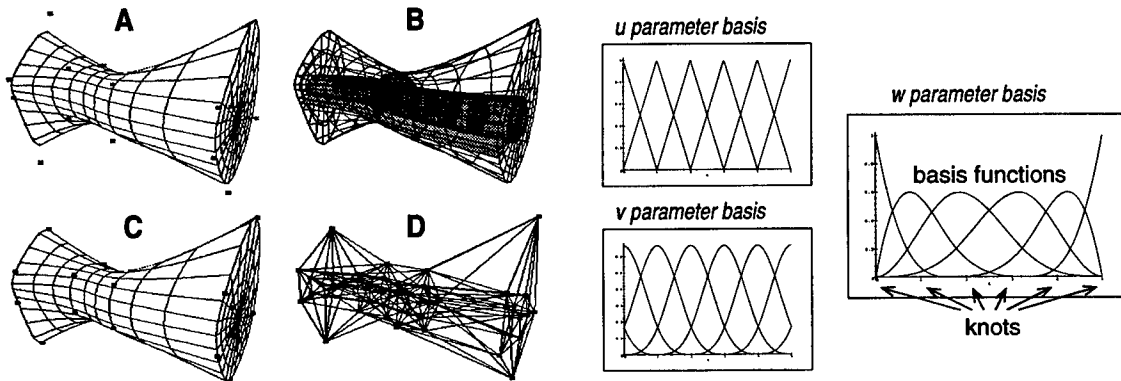 A
B
C
D
u parameter basis
v parameter basis
w parameter basis
basis functions
knots